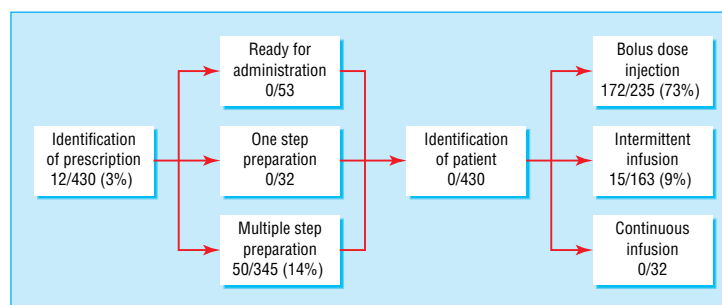 Identification
of prescription
12/430 (3%)
Ready for
administration
0/53
One step
preparation
0/32
Multiple step
preparation
50/345 (14%)
Identification
of patient
0/430
Bolus dose
injection
172/235 (73%)
Intermittent
infusion
15/163 (9%)
Continuous
infusion
0/32